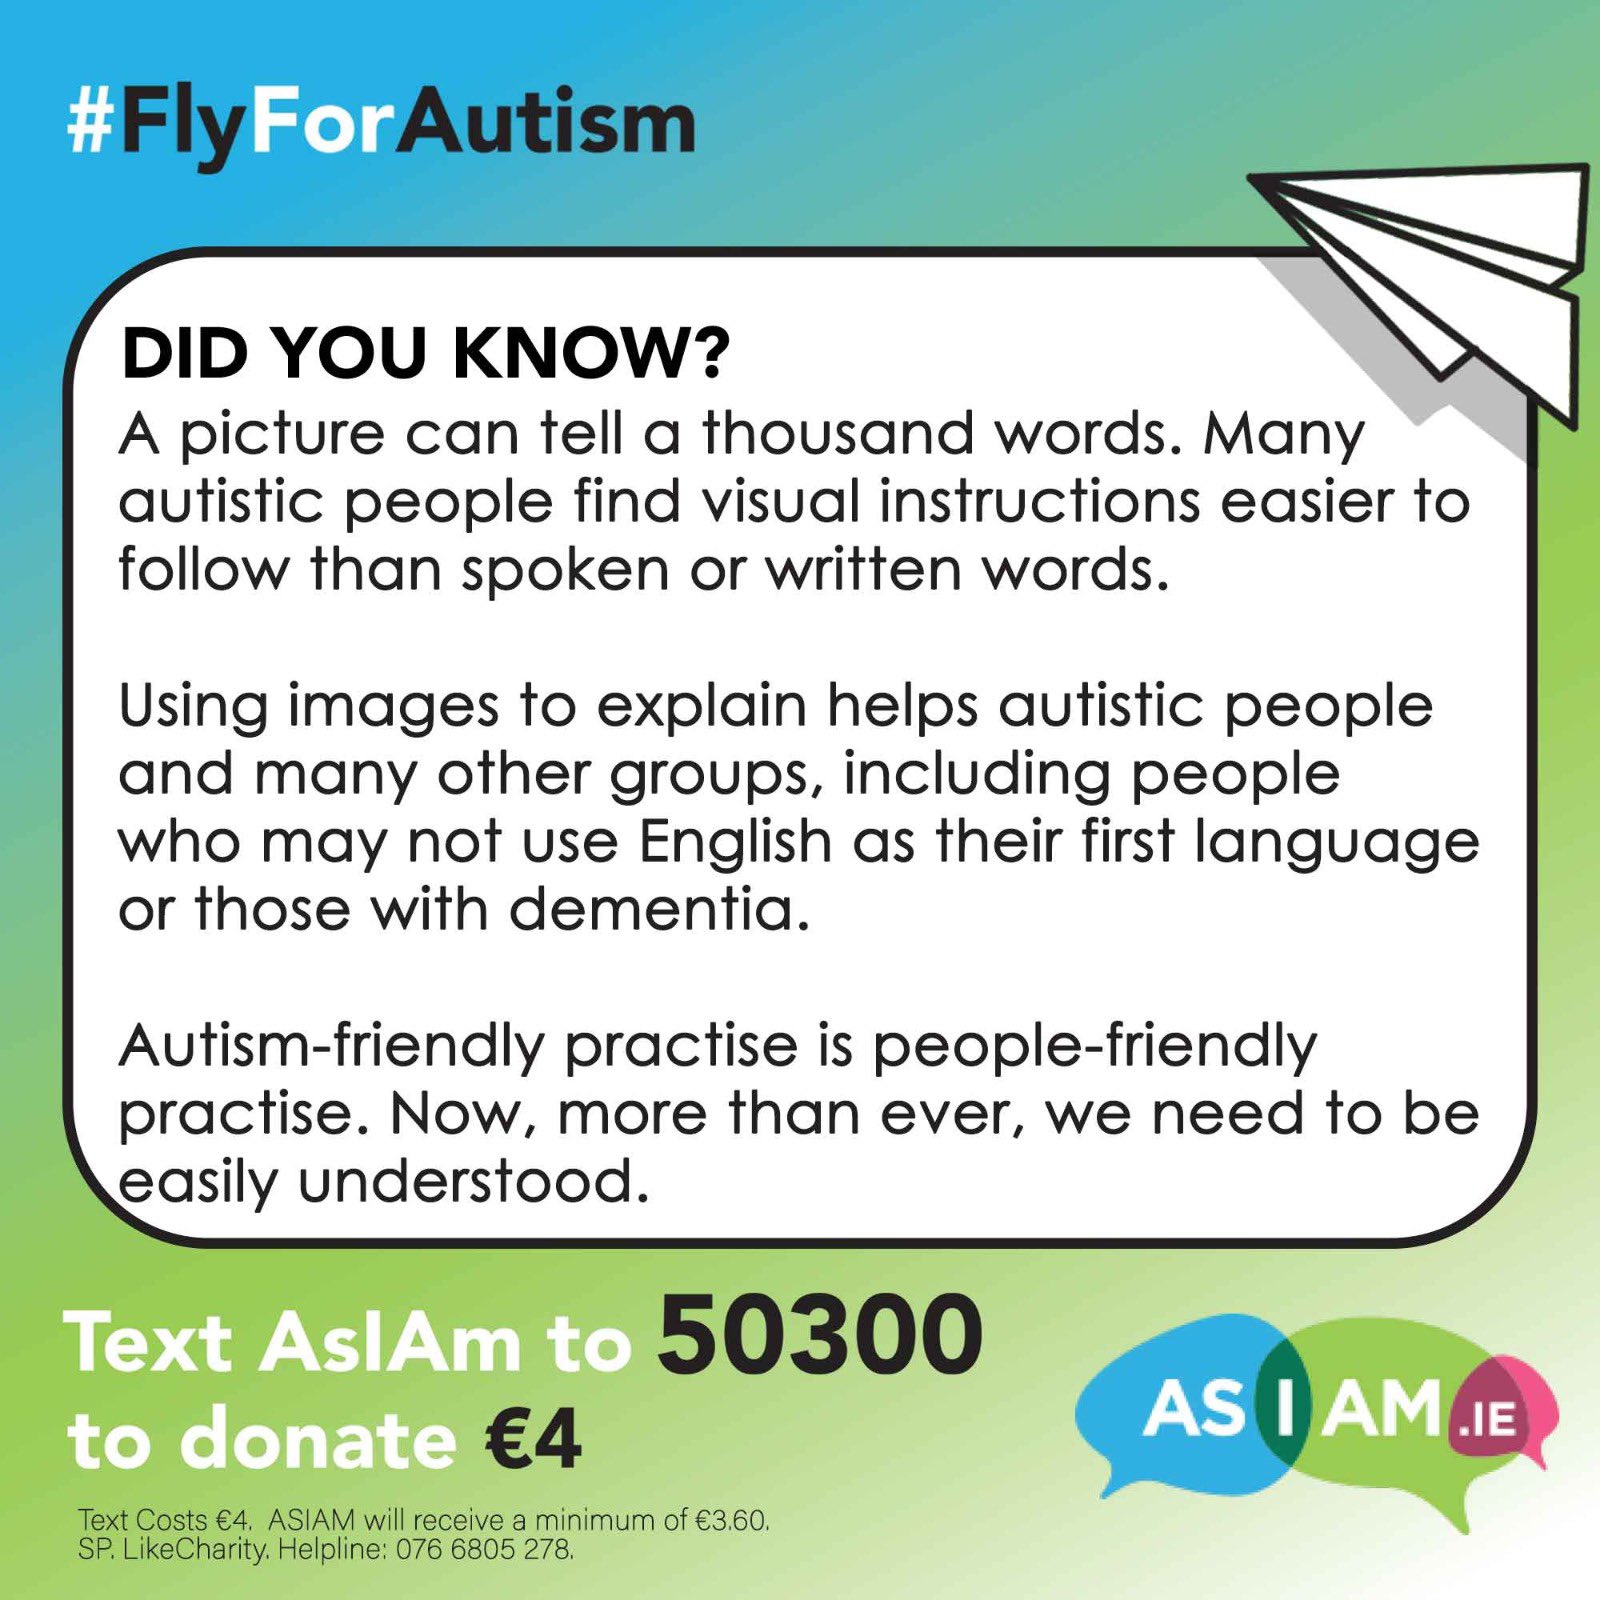 #FlyForAutism
DID YOU KNOW?
A picture can tell a thousand words. Many
autistic people find visual instructions easier to
follow than spoken or written words.
Using images to explain helps autistic people
and many other groups, including people
who may not use English as their first language
or those with dementia.
Autism-friendly practise is people-friendly
practise. Now, more than ever, we need to be
easily understood.
Text AsIAm to 50300
to donate €4
AS I AM .IE
Text Costs €4. ASIAM will receive a minimum of €3.60.
SP. LikeCharity. Helpline: 076 6805 278.